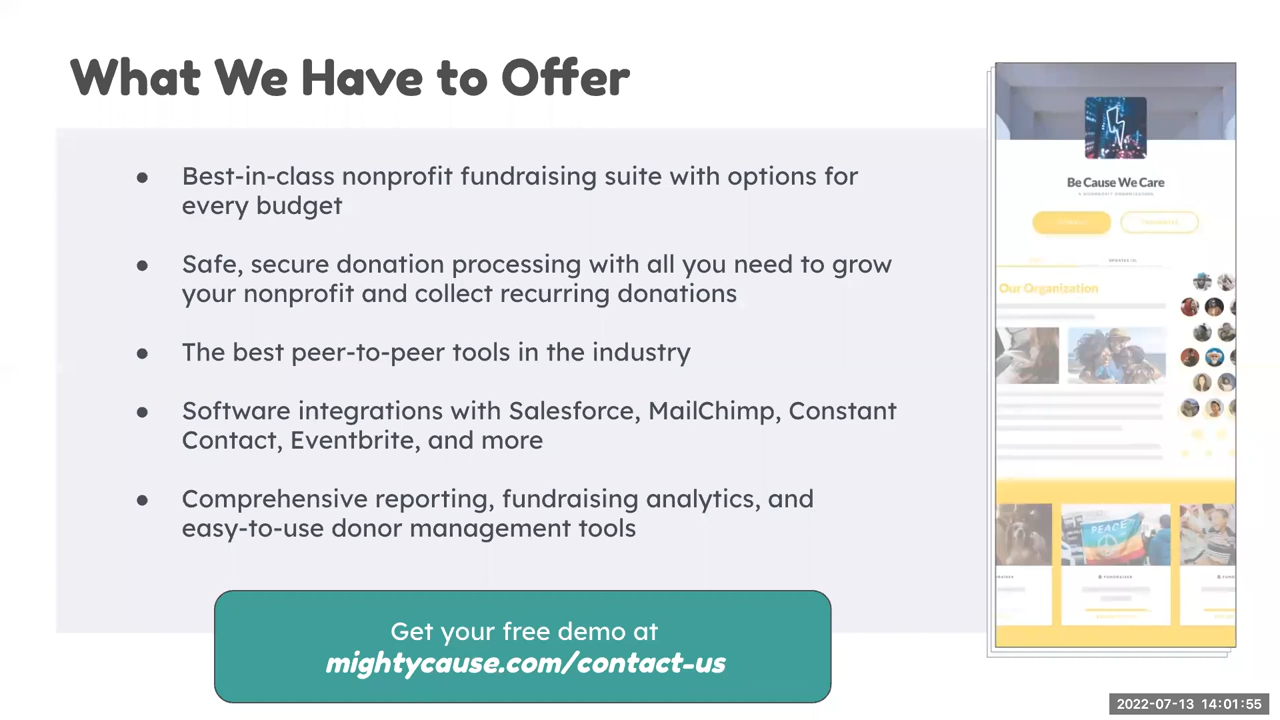 What We Have to Offer
● Best-in-class nonprofit fundraising suite with options for
every budget
● Safe, secure donation processing with all you need to grow
your nonprofit and collect recurring donations
● The best peer-to-peer tools in the industry
● Software integrations with Salesforce, MailChimp, Constant
Contact, Eventbrite, and more
● Comprehensive reporting, fundraising analytics, and
easy-to-use donor management tools
Get your free demo at
mightycause.com/contact-us
Be Cause We Care
A NONPROFIT ORGANIZATION
Our Organization
PEACE
FUNDRAISER
2022-07-13 14:01:55